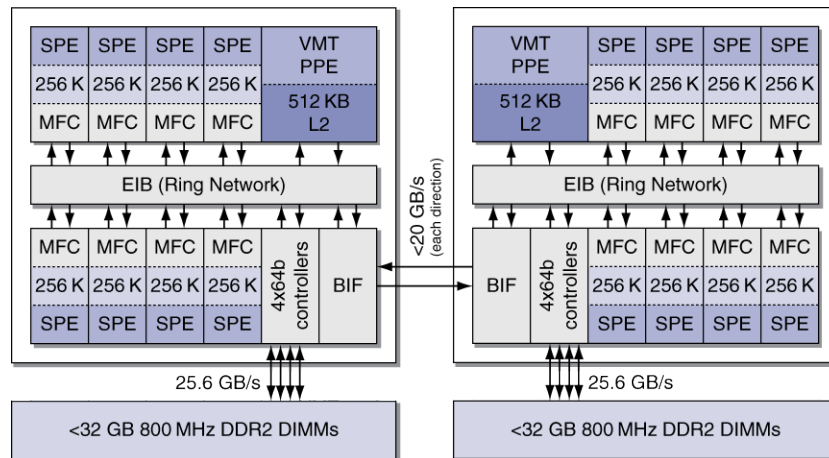 SPE SPE SPE SPE VMT PPE
256 K 256 K 256 K 256 K 512 KB L2
MFC MFC MFC MFC
EIB (Ring Network)
MFC MFC MFC MFC 4x64b controllers BIF
256 K 256 K 256 K 256 K
SPE SPE SPE SPE
25.6 GB/s
<32 GB 800 MHz DDR2 DIMMs
<20 GB/s
(each direction)
VMT PPE SPE SPE SPE SPE
512 KB L2 256 K 256 K 256 K 256 K
MFC MFC MFC MFC
EIB (Ring Network)
BIF 4x64b controllers MFC MFC MFC MFC
256 K 256 K 256 K 256 K
SPE SPE SPE SPE
25.6 GB/s
<32 GB 800 MHz DDR2 DIMMs